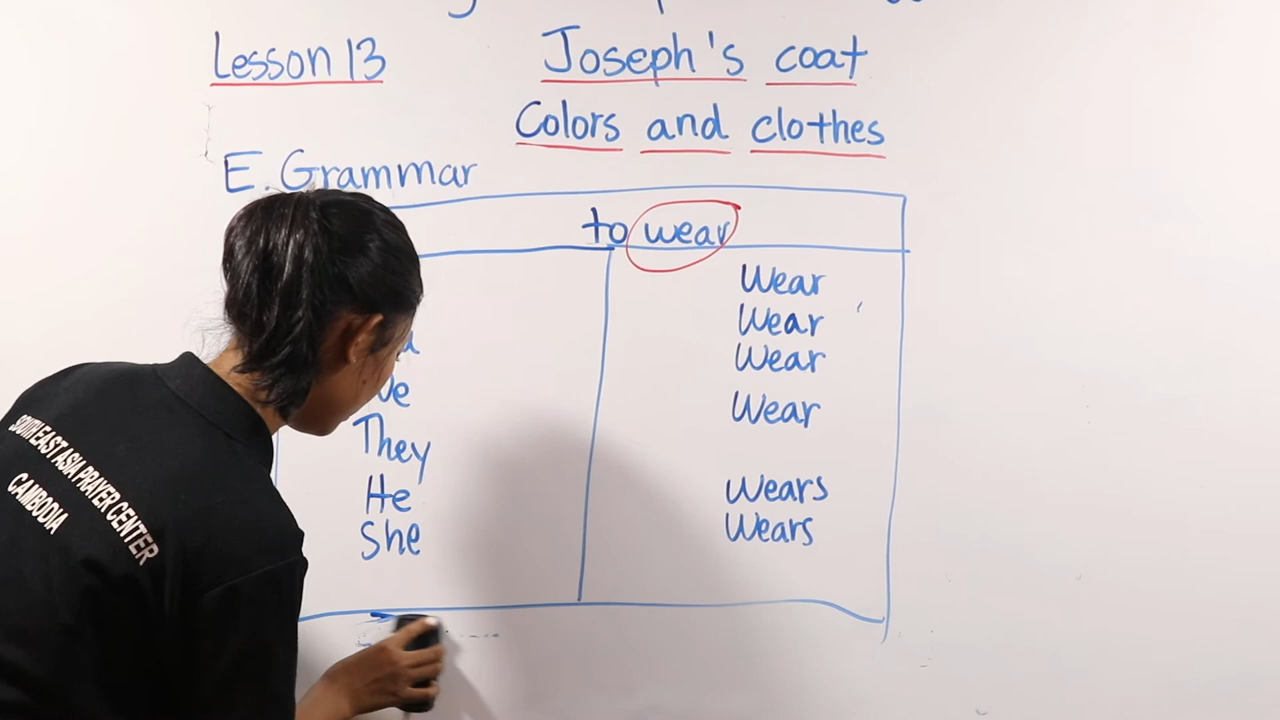 Lesson 13 Joseph's coat
Colors and clothes
E. Grammar
to wear
Wear
Wear
Wear
They Wear
He Wears
She Wears
SOUTH EAST ASIA PRAYER CENTER
CAMBODIA